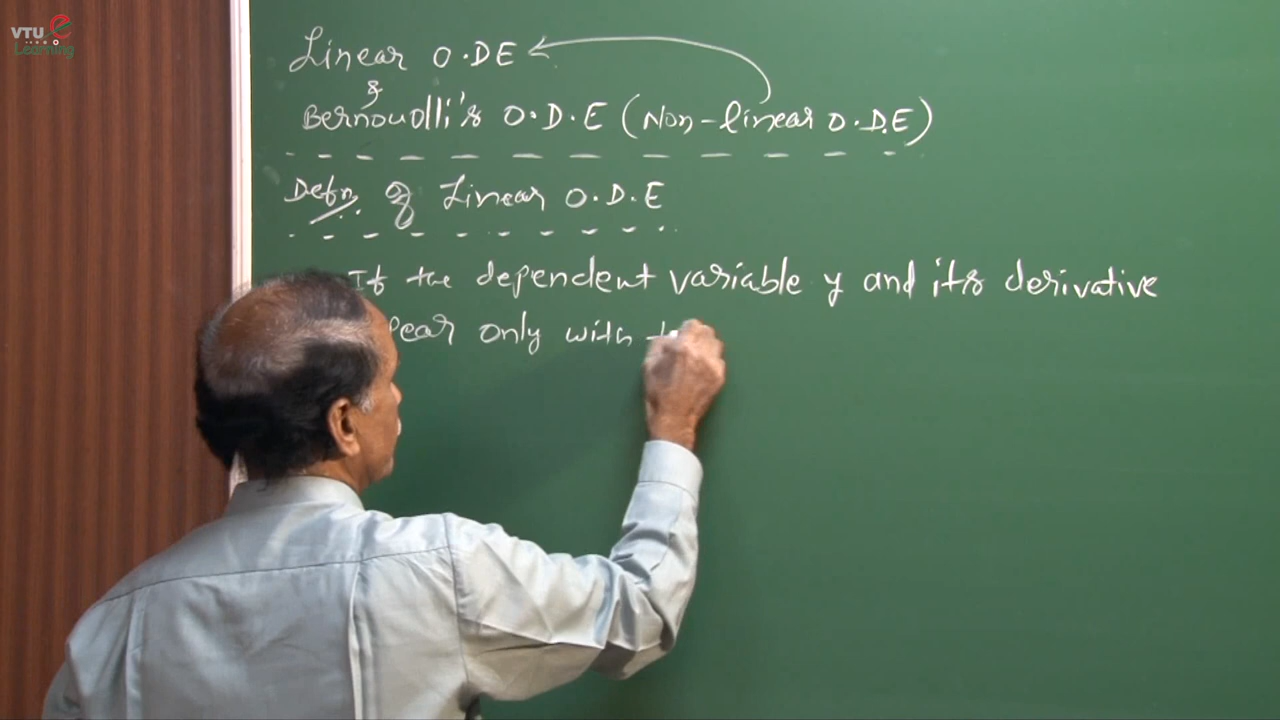 VTU e
Learning
Linear O.DE
&
Bernoulli's O.D.E (Non-linear O.D.E)
Defn. of Linear O.D.E
If the dependent variable y and its derivative
pear only with